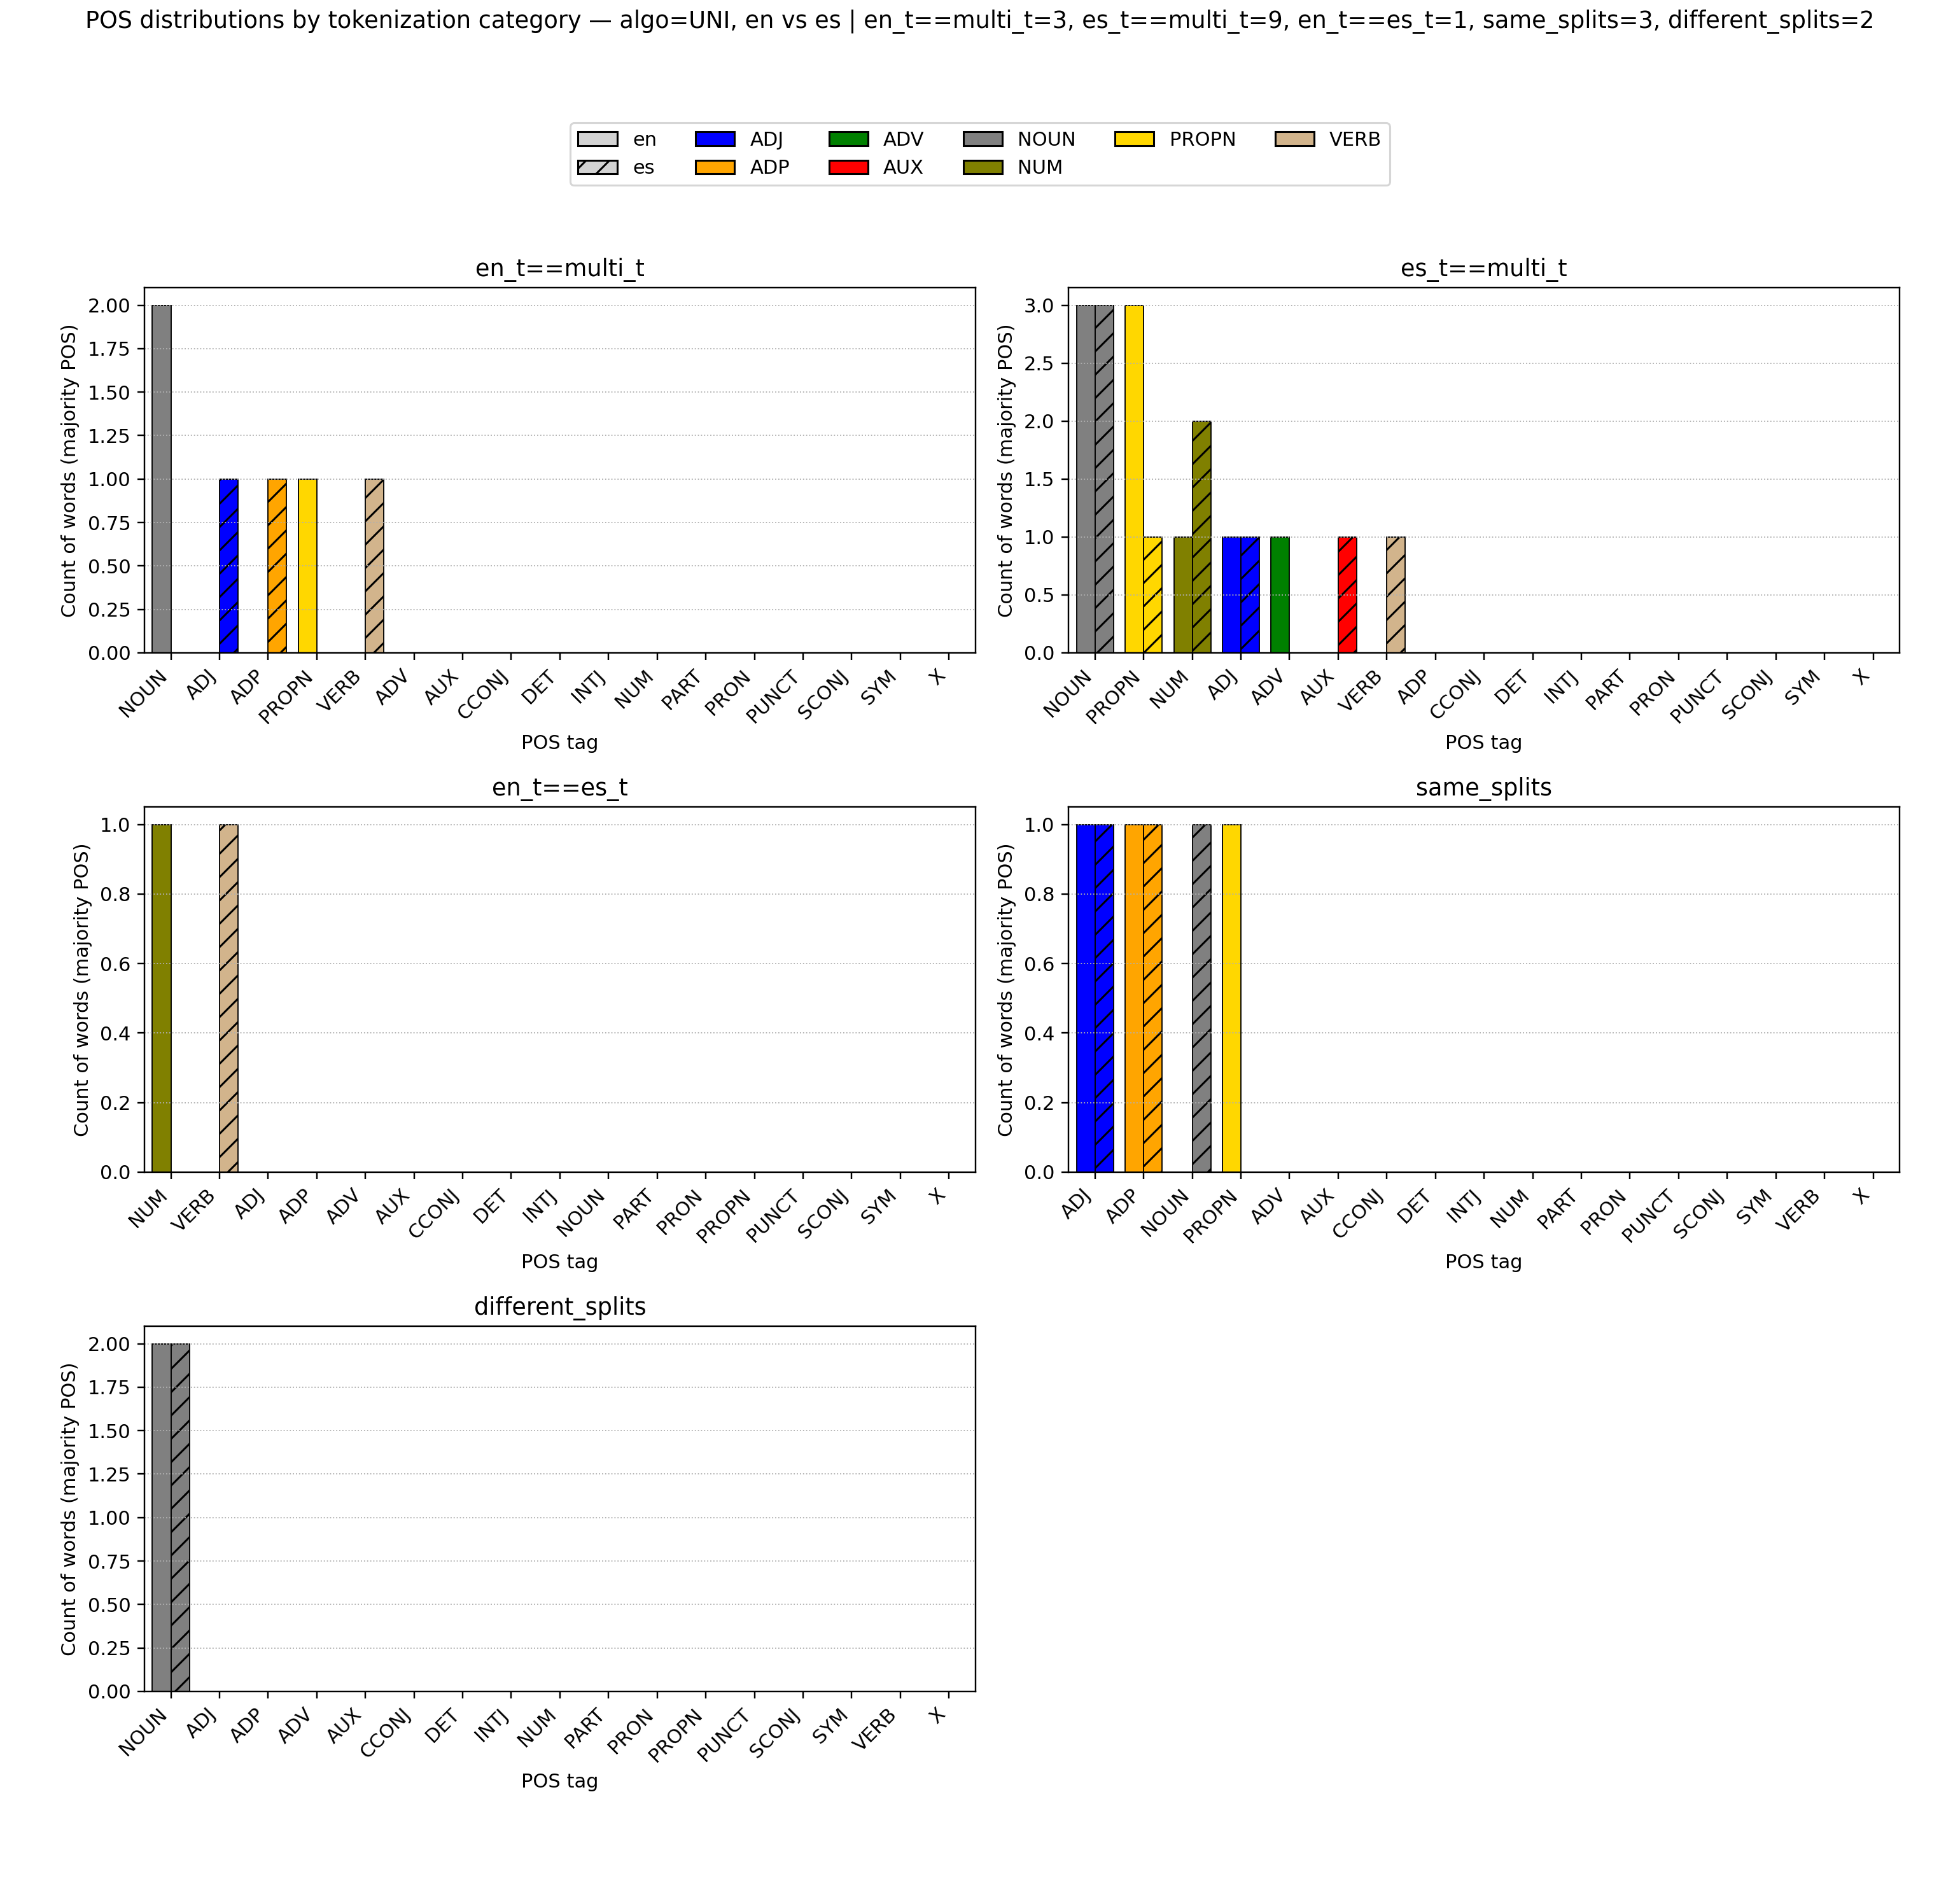 POS distributions by tokenization category — algo=UNI, en vs es | en_t==multi_t=3, es_t==multi_t=9, en_t==es_t=1, same_splits=3, different_splits=2
en ADJ ADV NOUN PROPN VERB
es ADP AUX NUM
en_t==multi_t
Count of words (majority POS)
2.00
1.75
1.50
1.25
1.00
0.75
0.50
0.25
0.00
NOUN ADJ ADP PROPN VERB ADV AUX CCONJ DET INTJ NUM PART PRON PUNCT SCONJ SYM X
POS tag
es_t==multi_t
Count of words (majority POS)
3.0
2.5
2.0
1.5
1.0
0.5
0.0
NOUN PROPN NUM ADJ ADV AUX VERB ADP CCONJ DET INTJ PART PRON PUNCT SCONJ SYM X
POS tag
en_t==es_t
Count of words (majority POS)
1.0
0.8
0.6
0.4
0.2
0.0
NUM VERB ADJ ADP ADV AUX CCONJ DET INTJ NOUN PART PRON PROPN PUNCT SCONJ SYM X
POS tag
same_splits
Count of words (majority POS)
1.0
0.8
0.6
0.4
0.2
0.0
ADJ ADP NOUN PROPN ADV AUX CCONJ DET INTJ NUM PART PRON PUNCT SCONJ SYM VERB X
POS tag
different_splits
Count of words (majority POS)
2.00
1.75
1.50
1.25
1.00
0.75
0.50
0.25
0.00
NOUN ADJ ADP ADV AUX CCONJ DET INTJ NUM PART PRON PROPN PUNCT SCONJ SYM VERB X
POS tag